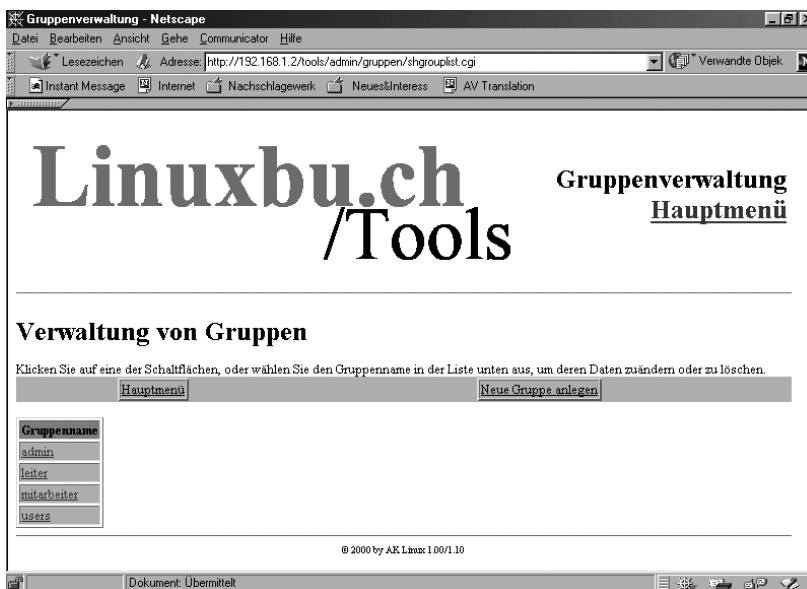 Gruppenverwaltung - Netscape
Datei Bearbeiten Ansicht Gehe Communicator Hilfe
Lesezeichen Adresse: http://192.168.1.2/tools/admin/gruppen/shgrouplist.cgi Verwandte Objek
Instant Message Internet Nachschlagewerk Neues&Interess AV Translation
Linuxbu.ch
/Tools
Gruppenverwaltung
Hauptmenü
Verwaltung von Gruppen
Klicken Sie auf eine der Schaltflächen, oder wählen Sie den Gruppenname in der Liste unten aus, um deren Daten zuändern oder zu löschen.
Hauptmenü Neue Gruppe anlegen
Gruppenname
admin
leiter
mitarbeiter
users
© 2000 by AK Linux 1.00/1.10
Dokument: Übermittelt